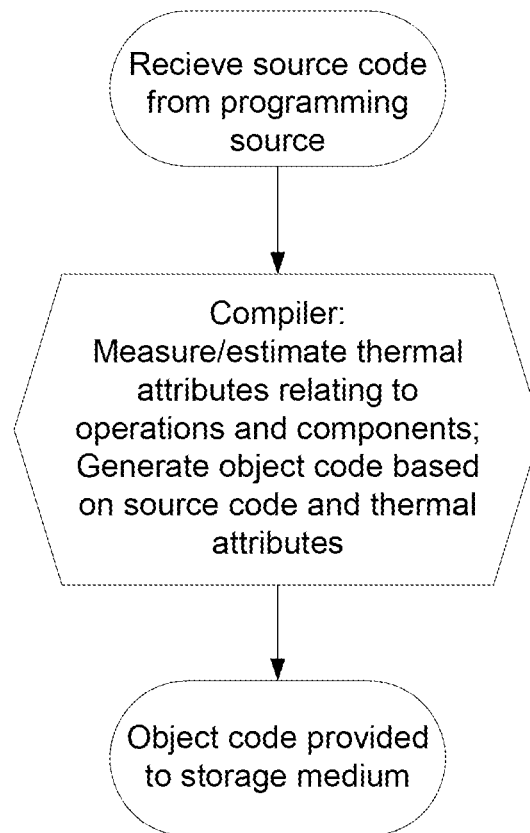 Recieve source code
from programming
source
Compiler:
Measure/estimate thermal
attributes relating to
operations and components;
Generate object code based
on source code and thermal
attributes
Object code provided
to storage medium